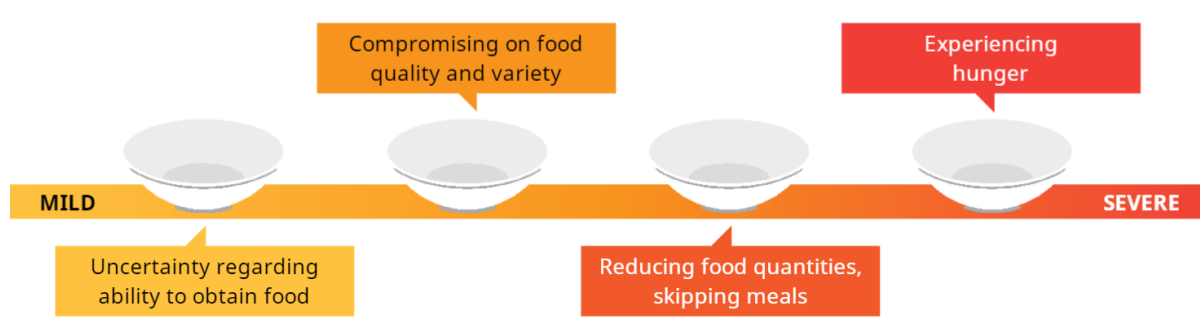 Compromising on food
quality and variety
Experiencing
hunger
MILD
SEVERE
Uncertainty regarding
ability to obtain food
Reducing food quantities,
skipping meals